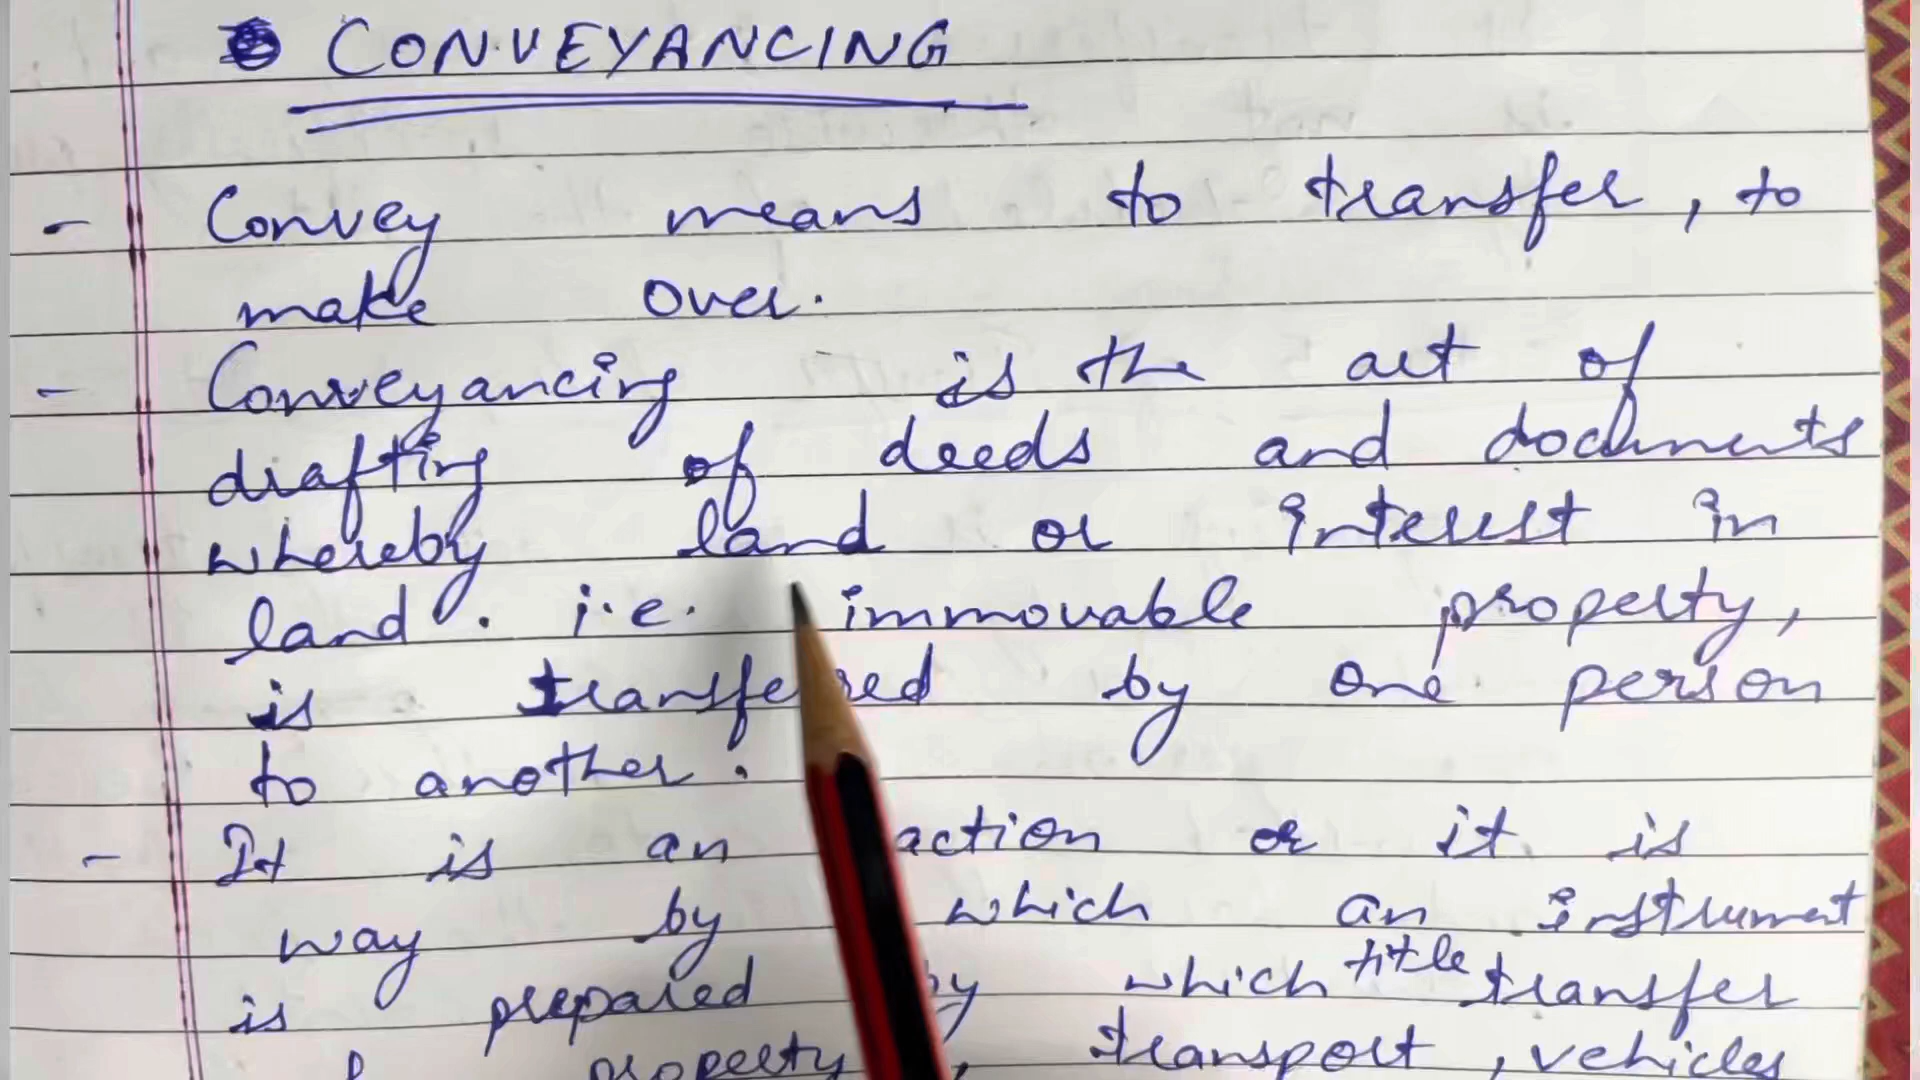 CONVEYANCING
- Convey means to transfer, to
make over.
- Conveyancing is the act of
drafting of deeds and documents
whereby land or interest in
land. i.e. immovable property,
is transferred by one person
to another.
- It is an action or it is
way by which an instrument
is prepared by which title transfer
property, transport, vehicles